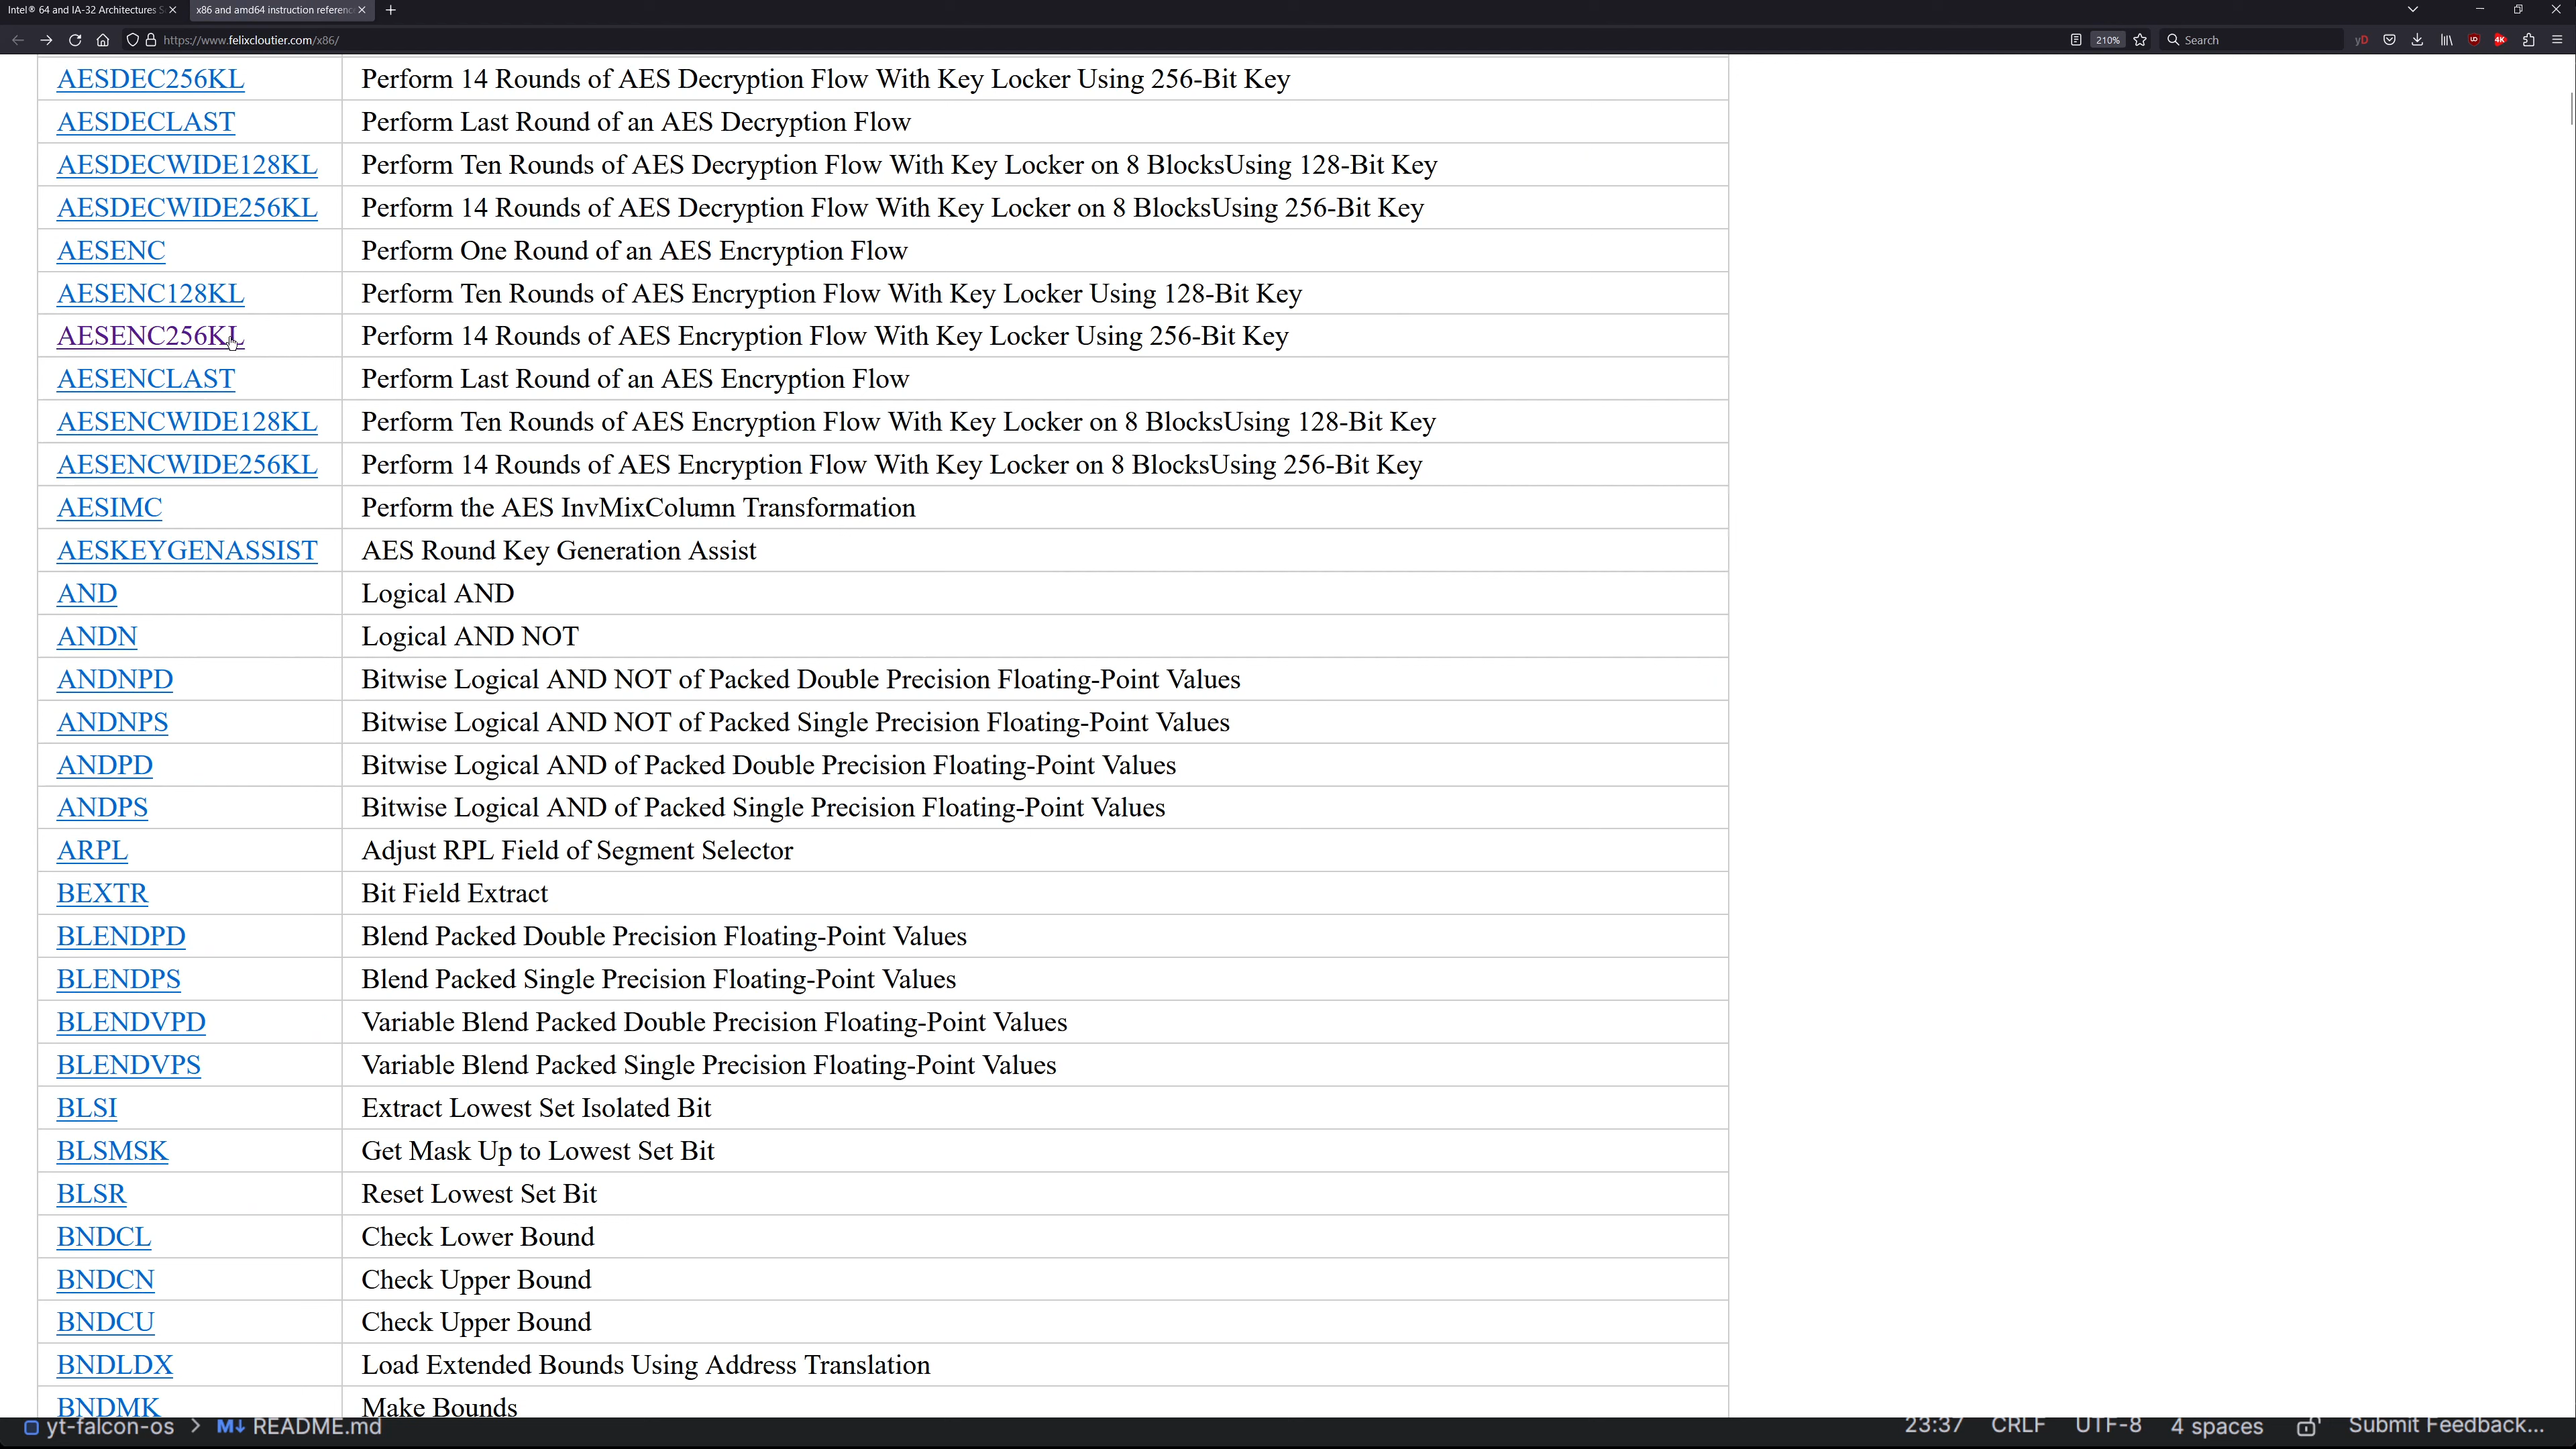 Intel® 64 and IA-32 Architectures S
x86 and amd64 instruction referenc
https://www.felixcloutier.com/x86/
210%
Search
AESDEC256KL Perform 14 Rounds of AES Decryption Flow With Key Locker Using 256-Bit Key
AESDECLAST Perform Last Round of an AES Decryption Flow
AESDECWIDE128KL Perform Ten Rounds of AES Decryption Flow With Key Locker on 8 BlocksUsing 128-Bit Key
AESDECWIDE256KL Perform 14 Rounds of AES Decryption Flow With Key Locker on 8 BlocksUsing 256-Bit Key
AESENC Perform One Round of an AES Encryption Flow
AESENC128KL Perform Ten Rounds of AES Encryption Flow With Key Locker Using 128-Bit Key
AESENC256KL Perform 14 Rounds of AES Encryption Flow With Key Locker Using 256-Bit Key
AESENCLAST Perform Last Round of an AES Encryption Flow
AESENCWIDE128KL Perform Ten Rounds of AES Encryption Flow With Key Locker on 8 BlocksUsing 128-Bit Key
AESENCWIDE256KL Perform 14 Rounds of AES Encryption Flow With Key Locker on 8 BlocksUsing 256-Bit Key
AESIMC Perform the AES InvMixColumn Transformation
AESKEYGENASSIST AES Round Key Generation Assist
AND Logical AND
ANDN Logical AND NOT
ANDNPD Bitwise Logical AND NOT of Packed Double Precision Floating-Point Values
ANDNPS Bitwise Logical AND NOT of Packed Single Precision Floating-Point Values
ANDPD Bitwise Logical AND of Packed Double Precision Floating-Point Values
ANDPS Bitwise Logical AND of Packed Single Precision Floating-Point Values
ARPL Adjust RPL Field of Segment Selector
BEXTR Bit Field Extract
BLENDPD Blend Packed Double Precision Floating-Point Values
BLENDPS Blend Packed Single Precision Floating-Point Values
BLENDVPD Variable Blend Packed Double Precision Floating-Point Values
BLENDVPS Variable Blend Packed Single Precision Floating-Point Values
BLSI Extract Lowest Set Isolated Bit
BLSMSK Get Mask Up to Lowest Set Bit
BLSR Reset Lowest Set Bit
BNDCL Check Lower Bound
BNDCN Check Upper Bound
BNDCU Check Upper Bound
BNDLDX Load Extended Bounds Using Address Translation
BNDMK Make Bounds
yt-falcon-os > M↓ README.md 23:37 CRLF UTF-8 4 spaces Submit Feedback...